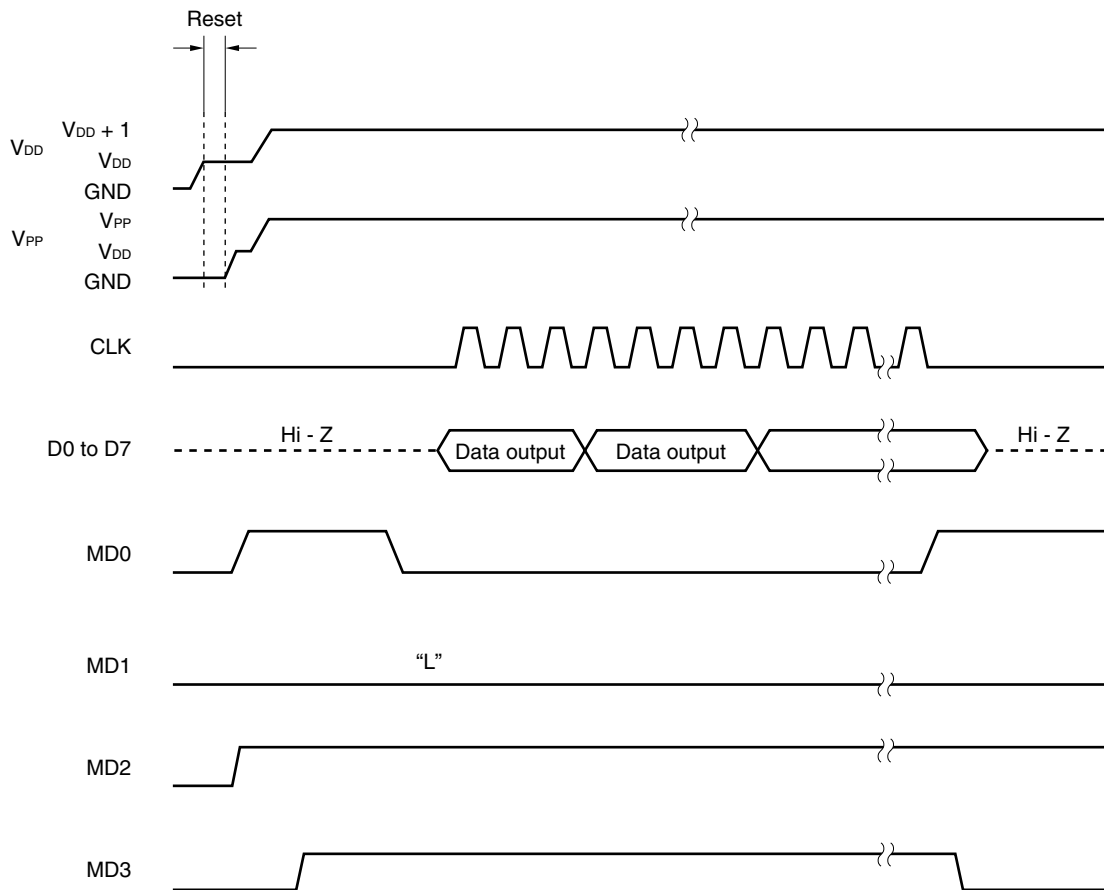 Reset
VDD + 1
VDD
VDD
GND
VPP
VPP
VDD
GND
CLK
Hi - Z
Hi - Z
D0 to D7
Data output
Data output
MD0
“L”
MD1
MD2
MD3